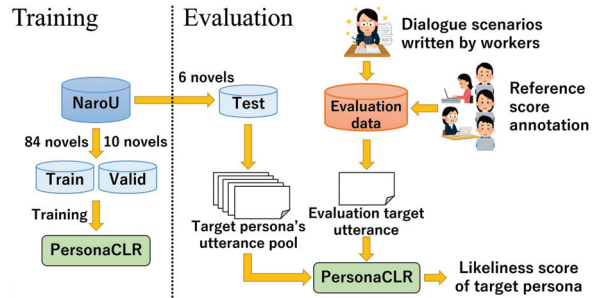 Training
Evaluation
NaroU
6 novels
Test
84 novels
10 novels
Train
Valid
Training
PersonaCLR
Dialogue scenarios
written by workers
Evaluation
data
Reference
score
annotation
Target persona's
utterance pool
Evaluation target
utterance
PersonaCLR
Likeliness score
of target persona